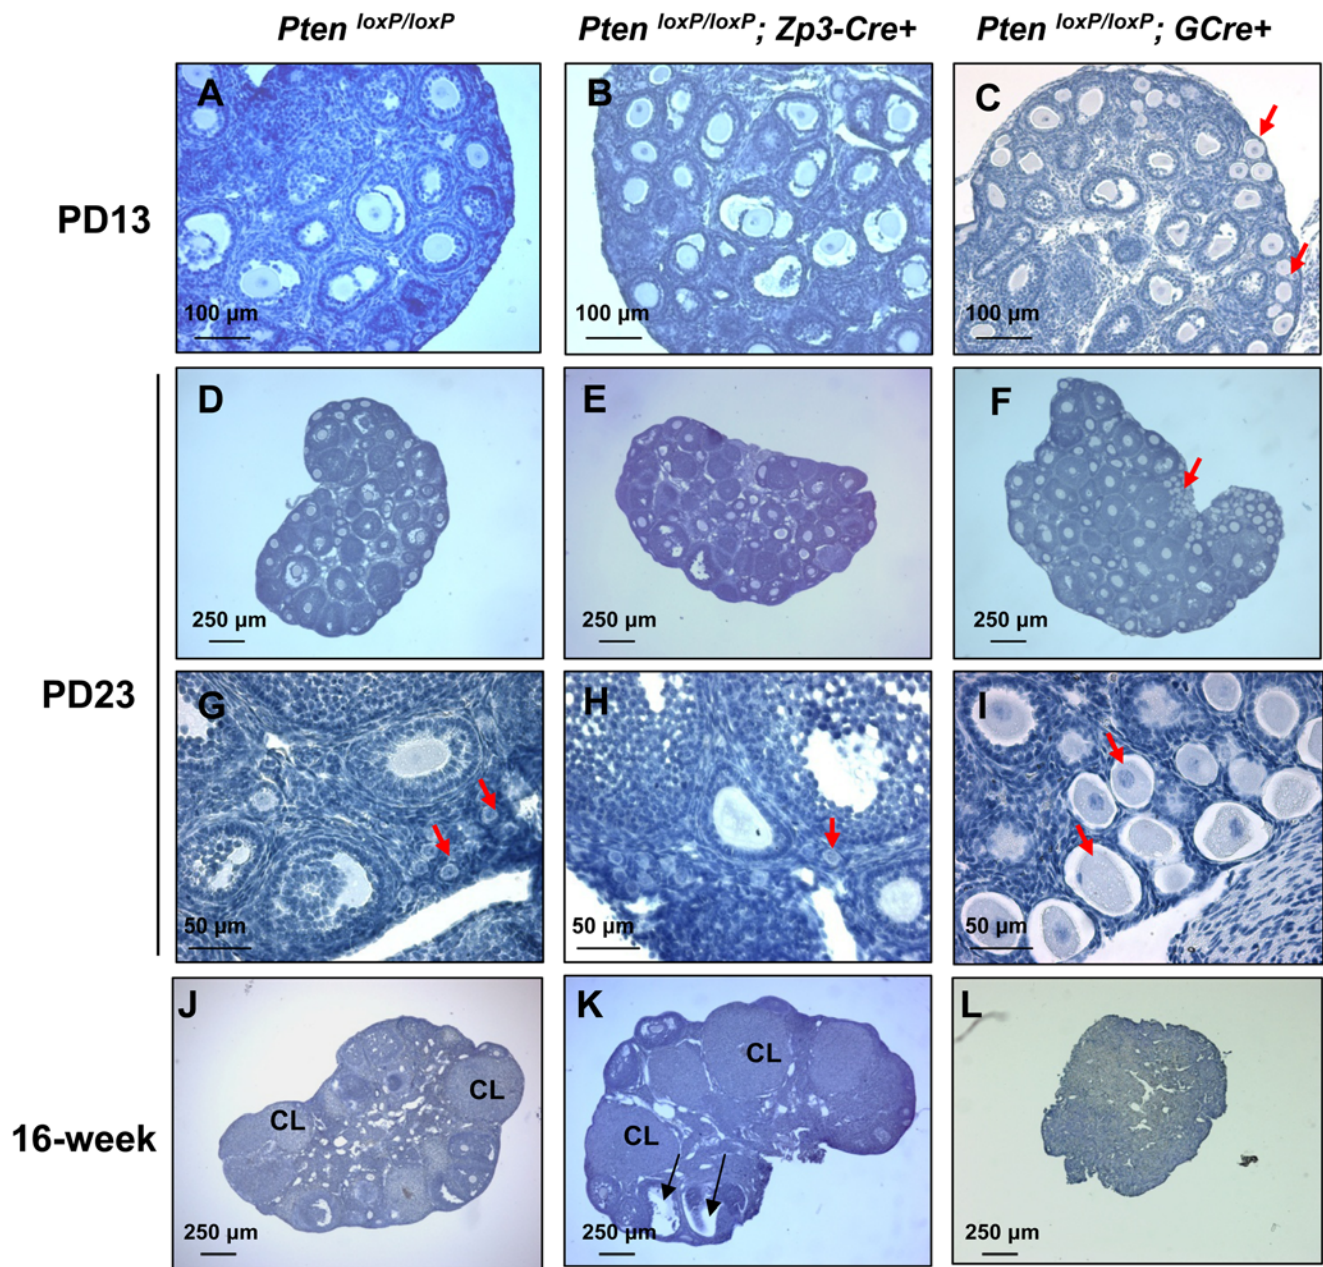 Pten loxP/loxP
Pten loxP/loxP; Zp3-Cre+
Pten loxP/loxP; GCre+
PD13
A
100 µm
B
100 µm
C
100 µm
PD23
D
250 µm
E
250 µm
F
250 µm
G
50 µm
H
50 µm
I
50 µm
16-week
J
CL
CL
250 µm
K
CL
CL
250 µm
L
250 µm